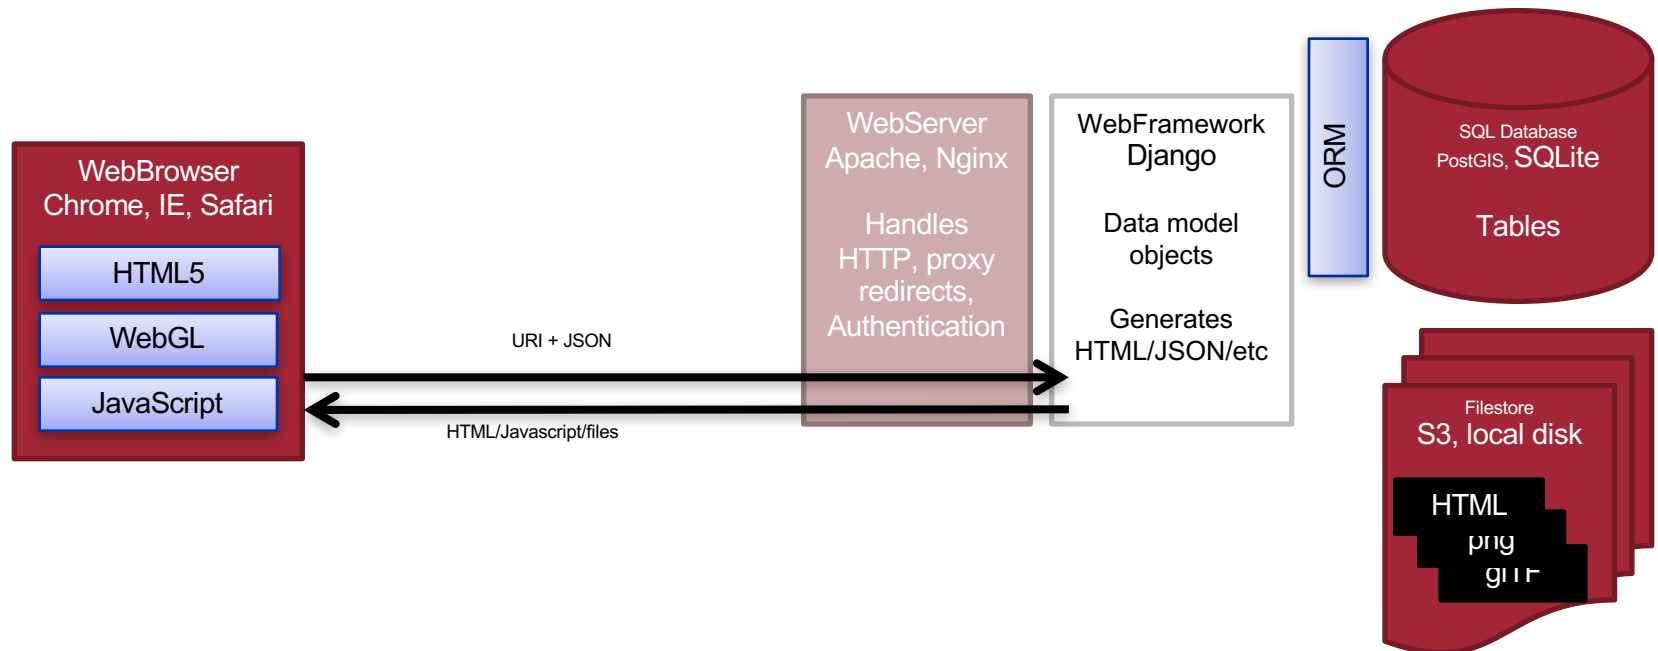 WebBrowser
Chrome, IE, Safari
HTML5
WebGL
JavaScript
URI + JSON
HTML/Javascript/files
WebServer
Apache, Nginx
Handles
HTTP, proxy
redirects,
Authentication
WebFramework
Django
Data model
objects
Generates
HTML/JSON/etc
ORM
SQL Database
PostGIS, SQLite
Tables
Filestore
S3, local disk
HTML
png
glTF